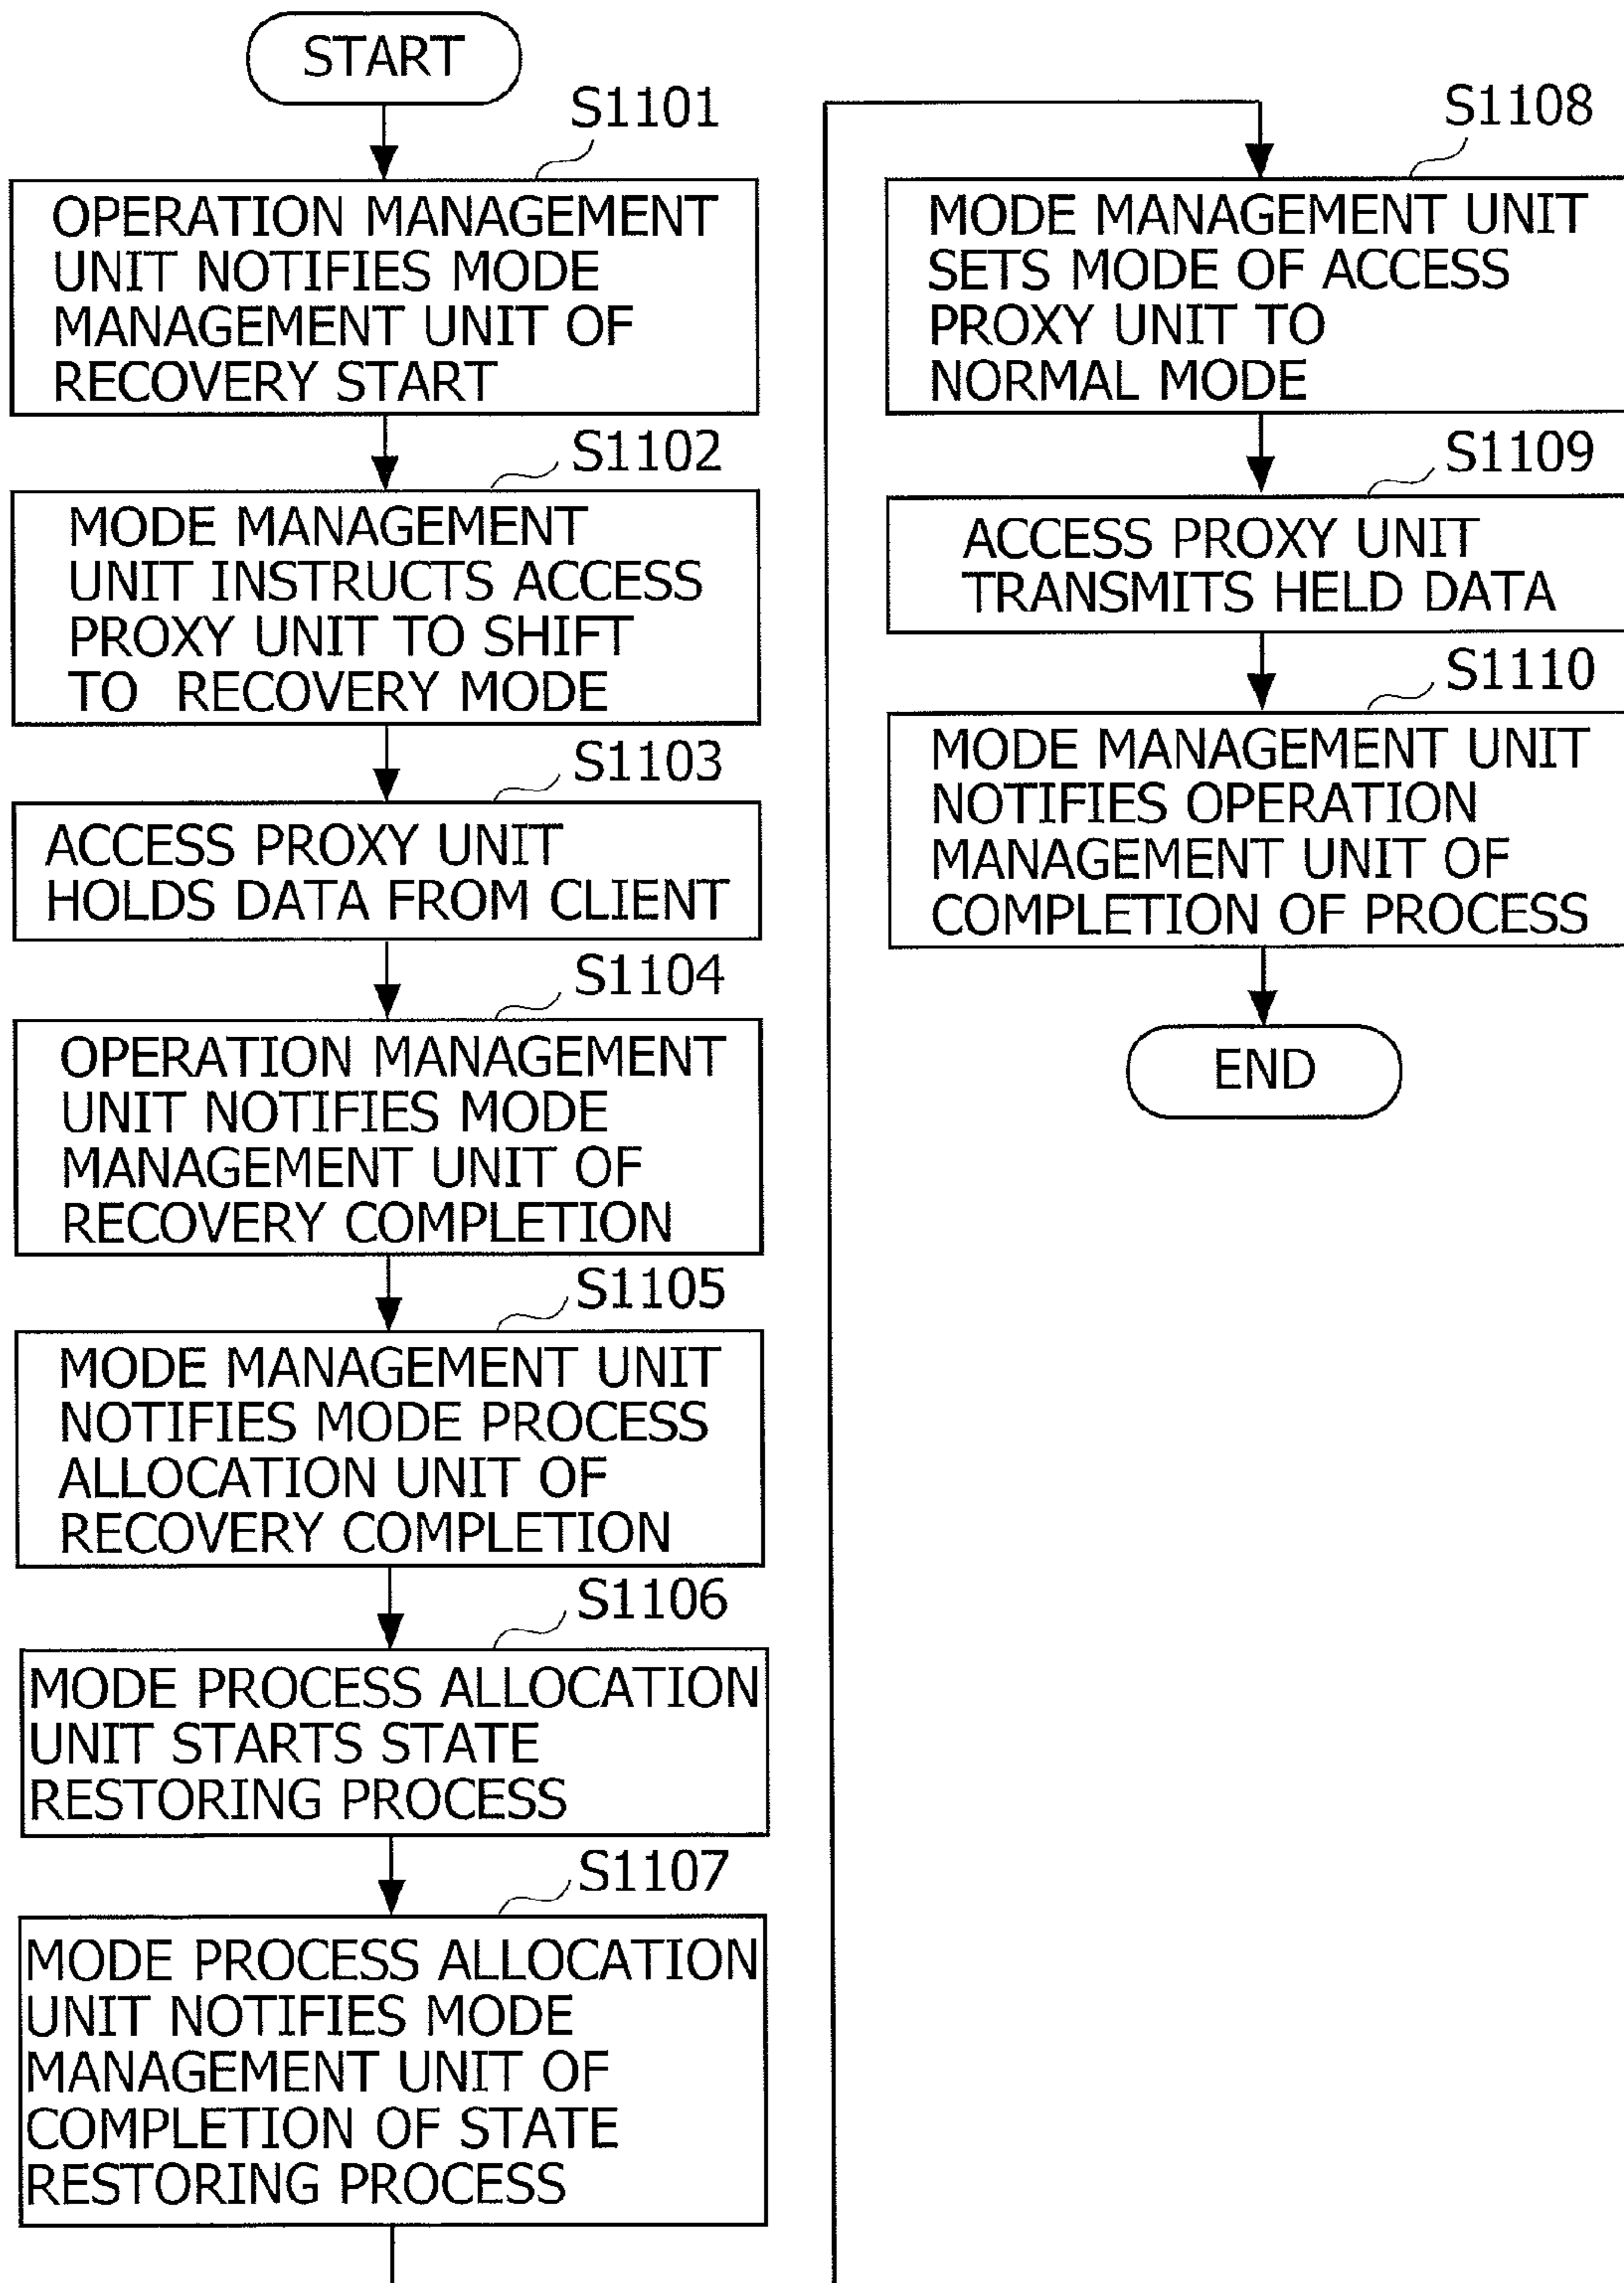 START
S1101
OPERATION MANAGEMENT
UNIT NOTIFIES MODE
MANAGEMENT UNIT OF
RECOVERY START
S1102
MODE MANAGEMENT
UNIT INSTRUCTS ACCESS
PROXY UNIT TO SHIFT
TO RECOVERY MODE
S1103
ACCESS PROXY UNIT
HOLDS DATA FROM CLIENT
S1104
OPERATION MANAGEMENT
UNIT NOTIFIES MODE
MANAGEMENT UNIT OF
RECOVERY COMPLETION
S1105
MODE MANAGEMENT UNIT
NOTIFIES MODE PROCESS
ALLOCATION UNIT OF
RECOVERY COMPLETION
S1106
MODE PROCESS ALLOCATION
UNIT STARTS STATE
RESTORING PROCESS
S1107
MODE PROCESS ALLOCATION
UNIT NOTIFIES MODE
MANAGEMENT UNIT OF
COMPLETION OF STATE
RESTORING PROCESS
S1108
MODE MANAGEMENT UNIT
SETS MODE OF ACCESS
PROXY UNIT TO
NORMAL MODE
S1109
ACCESS PROXY UNIT
TRANSMITS HELD DATA
S1110
MODE MANAGEMENT UNIT
NOTIFIES OPERATION
MANAGEMENT UNIT OF
COMPLETION OF PROCESS
END